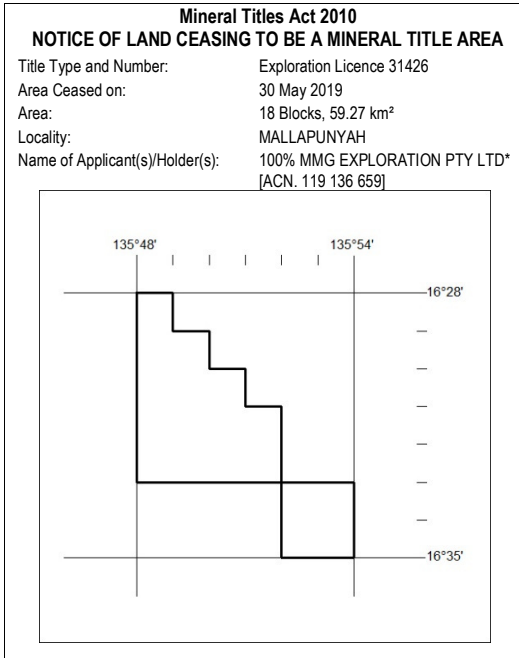 Mineral Titles Act 2010
NOTICE OF LAND CEASING TO BE A MINERAL TITLE AREA
Title Type and Number: Exploration Licence 31426
Area Ceased on: 30 May 2019
Area: 18 Blocks, 59.27 km²
Locality: MALLAPUNYAH
Name of Applicant(s)/Holder(s): 100% MMG EXPLORATION PTY LTD*
[ACN. 119 136 659]
135°48' 135°54'
16°28'
16°35'